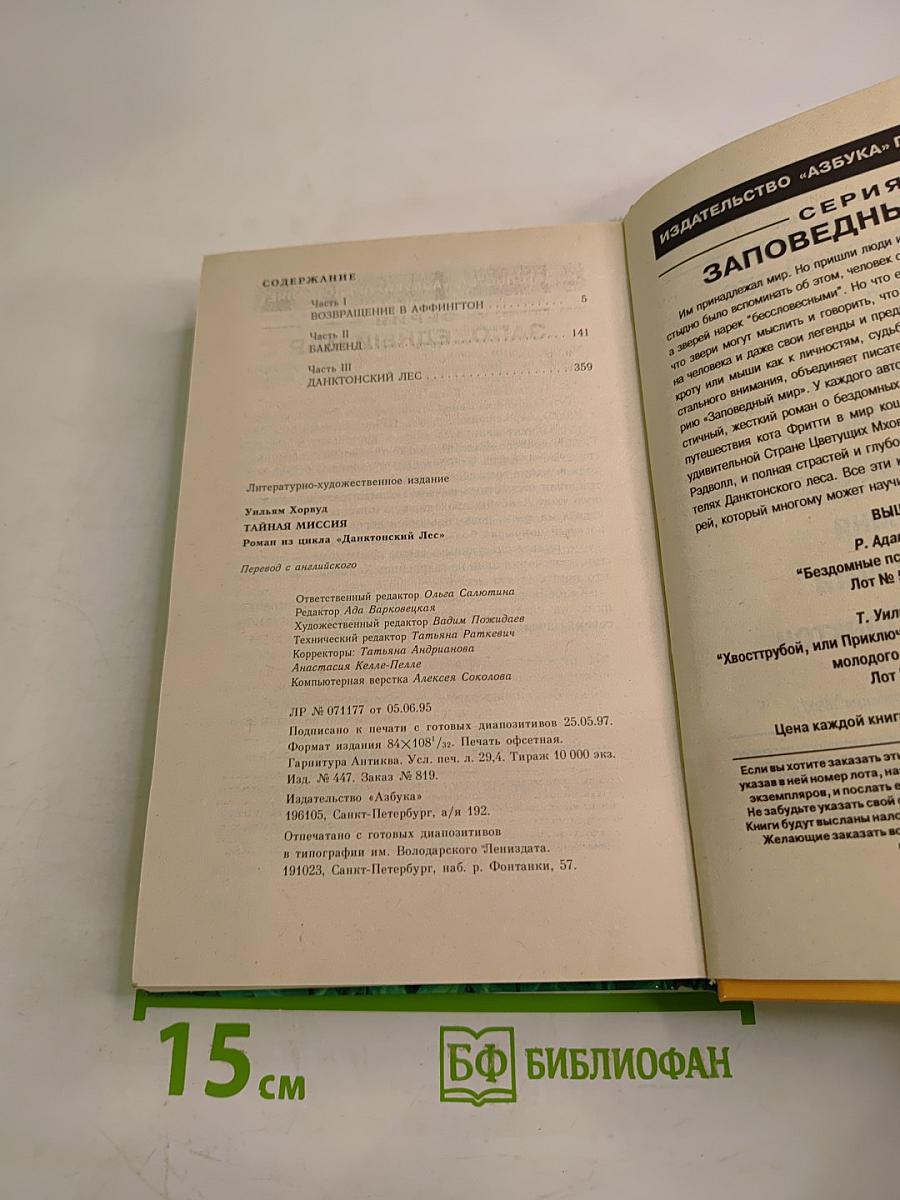 СОДЕРЖАНИЕ
Часть I
ВОЗВРАЩЕНИЕ В АФФИНГТОН . . . . . . . . . . 5
Часть II
БАКЛЕНД . . . . . . . . . . . . . . . . . . . . 141
Часть III
ДАНКТОНСКИЙ ЛЕС . . . . . . . . . . . . . . . 359
Литературно-художественное издание
Уильям Хорвуд
ТАЙНАЯ МИССИЯ
Роман из цикла «Данктонский Лес»
Перевод с английского
Ответственный редактор Ольга Салютина
Редактор Ада Варковецкая
Художественный редактор Вадим Пожидаев
Технический редактор Татьяна Раткевич
Корректоры: Татьяна Андрианова
Анастасия Келле-Пелле
Компьютерная верстка Алексея Соколова
ЛР № 071177 от 05.06.95
Подписано к печати с готовых диапозитивов 25.05.97.
Формат издания 84×108¹/₃₂. Печать офсетная.
Гарнитура Антиква. Усл. печ. л. 29,4. Тираж 10 000 экз.
Изд. № 447. Заказ № 819.
Издательство «Азбука»
196105, Санкт-Петербург, а/я 192.
Отпечатано с готовых диапозитивов
в типографии им. Володарского Лениздата.
191023, Санкт-Петербург, наб. р. Фонтанки, 57.
ИЗДАТЕЛЬСТВО «АЗБУКА» П
СЕРИЯ
ЗАПОВЕДНЫ
Им принадлежал мир. Но пришли люди и
стыдно было вспоминать об этом, человек с
а зверей нарек "бессловесными". Но что е
что звери могут мыслить и говорить, что
на человека и даже свои легенды и пред
кроту или мыши как к личностям, судьб
стального внимания, объединяет писате
рию «Заповедный мир». У каждого авто
стичный, жесткий роман о бездомных
путешествия кота Фритти в мир кош
удивительной Стране Цветущих Мхов
Рэдволл, и полная страстей и глубо
телях Данктонского леса. Все эти к
рей, который многому может научи
ВЫШ
Р. Ада
"Бездомные пс
Лот №
Т. Уил
"Хвосттрубой, или Приключ
молодого
Лот
Цена каждой книг
Если вы хотите заказать эти
указав в ней номер лота, на
экземпляров, и послать е
Не забудьте указать свой
Книги будут высланы нало
Желающие заказать во
15 см
БФ БИБЛИОФАН